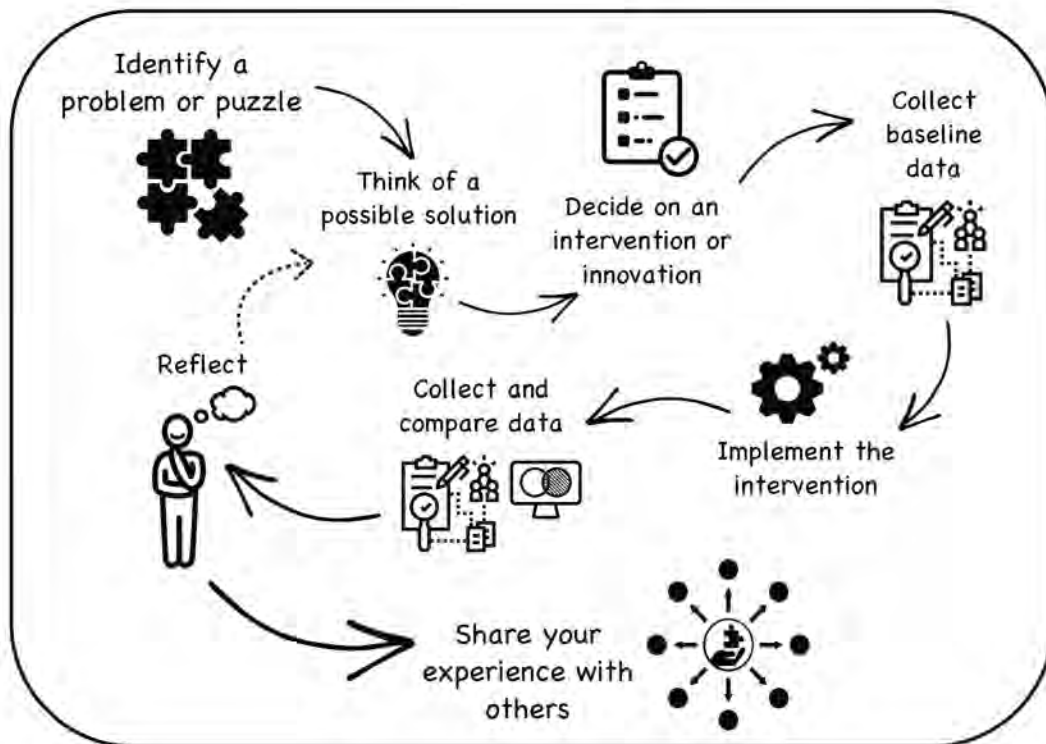 Identify a
problem or puzzle
Think of a
possible solution
Decide on an
intervention or
innovation
Collect
baseline
data
Implement the
intervention
Collect and
compare data
Reflect
Share your
experience with
others